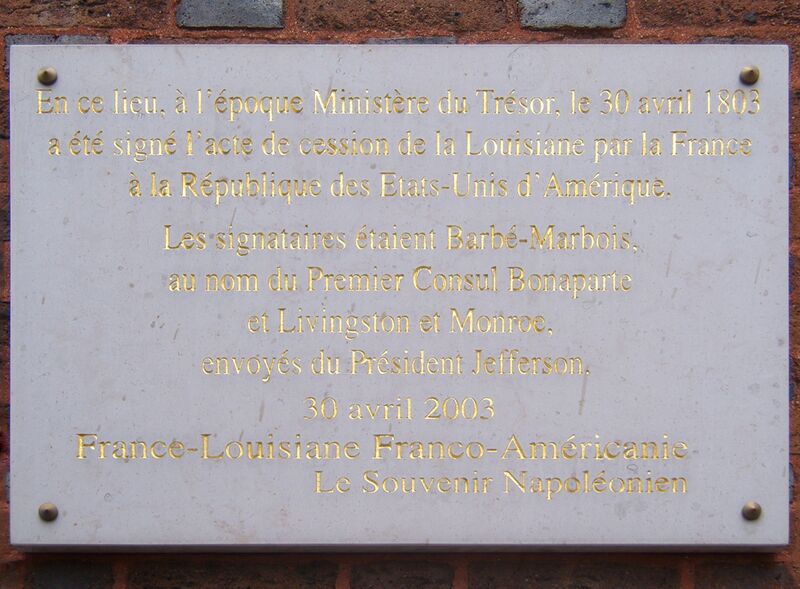 En ce lieu, à l'époque Ministère du Trésor, le 30 avril 1803
a été signé l'acte de cession de la Louisiane par la France
à la République des Etats-Unis d'Amérique.
Les signataires étaient Barbé-Marbois,
au nom du Premier Consul Bonaparte
et Livingston et Monroe,
envoyés du Président Jefferson.
30 avril 2003
France-Louisiane Franco-Américanie
Le Souvenir Napoléonien